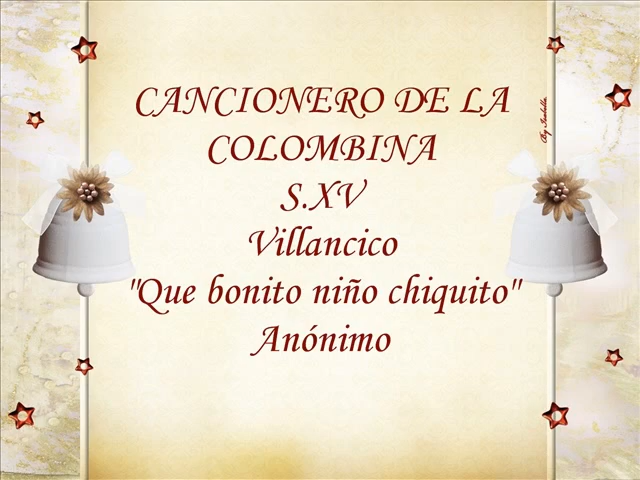 CANCIONERO DE LA
COLOMBINA
S.XV
Villancico
"Que bonito niño chiquito"
Anónimo